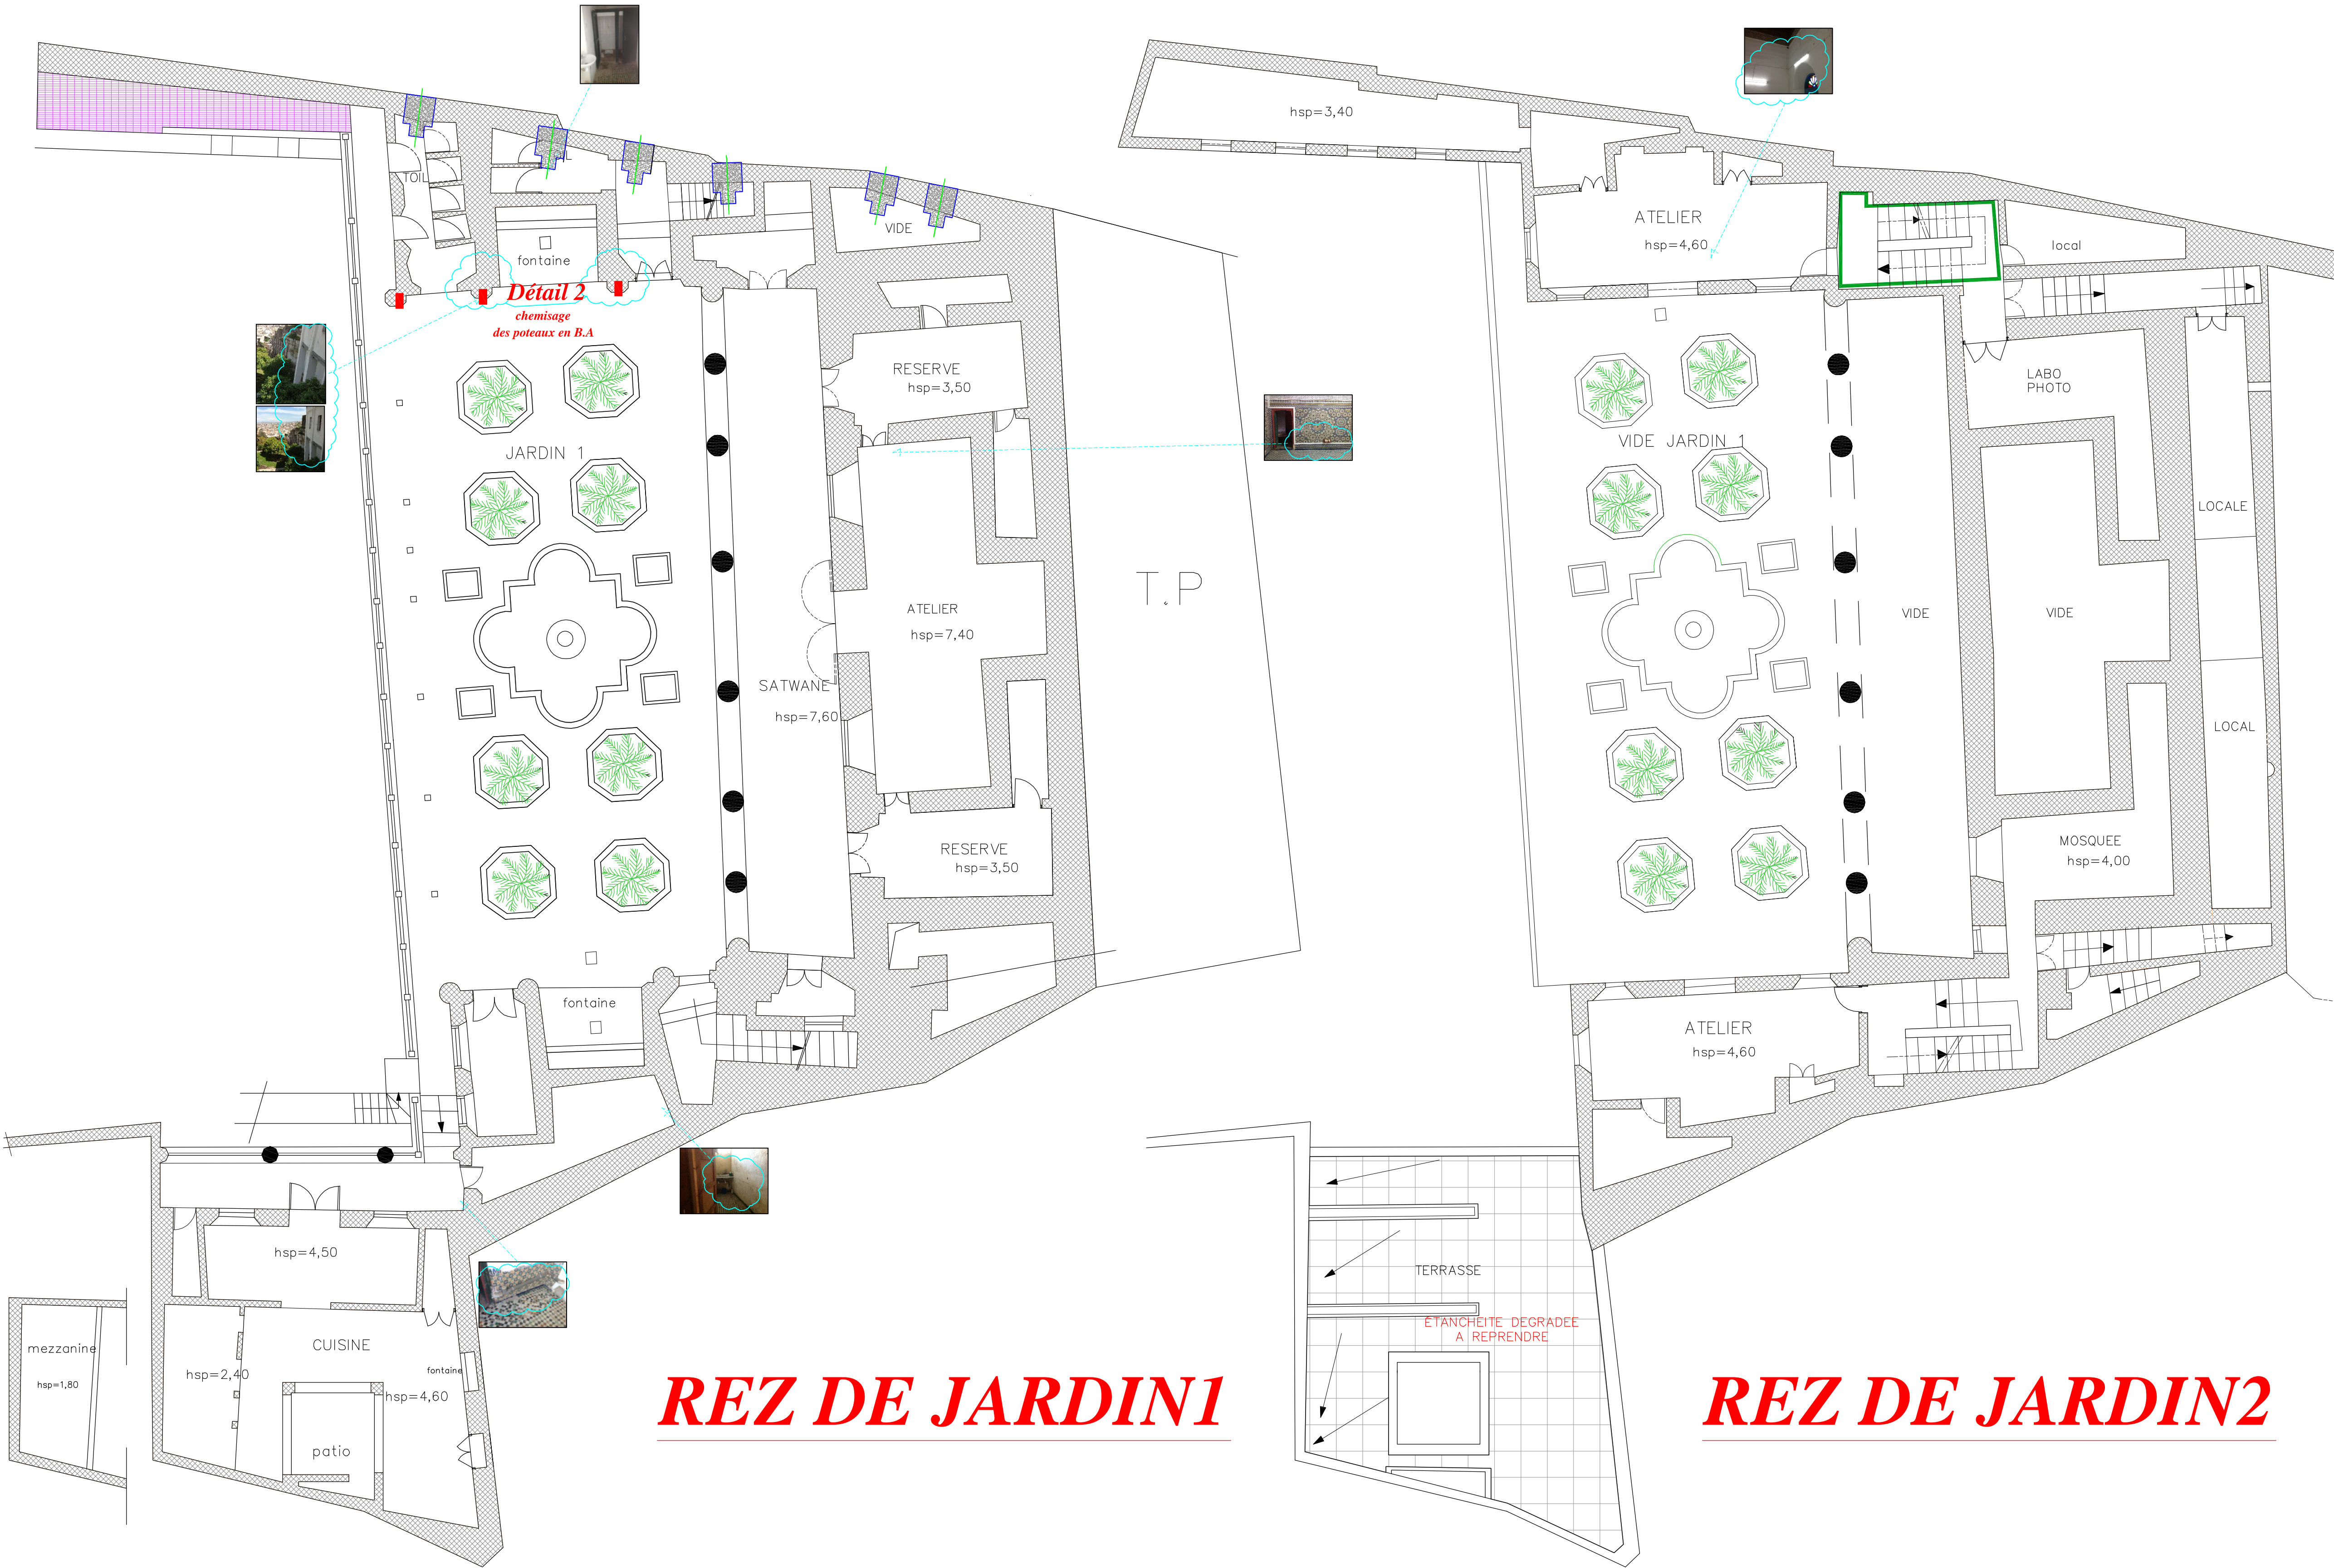 TOIL
fontaine
VIDE
Détail 2
chemisage
des poteaux en B.A
RESERVE
hsp=3,50
JARDIN 1
ATELIER
hsp=7,40
T.P
SATWANE
hsp=7,60
RESERVE
hsp=3,50
fontaine
hsp=4,50
CUISINE
mezzanine
hsp=1,80
hsp=2,40
fontaine
hsp=4,60
patio
REZ DE JARDIN1
hsp=3,40
ATELIER
hsp=4,60
local
LABO
PHOTO
VIDE JARDIN 1
LOCALE
VIDE
VIDE
LOCAL
MOSQUEE
hsp=4,00
ATELIER
hsp=4,60
TERRASSE
ÉTANCHEITE DEGRADEE
A REPRENDRE
REZ DE JARDIN2